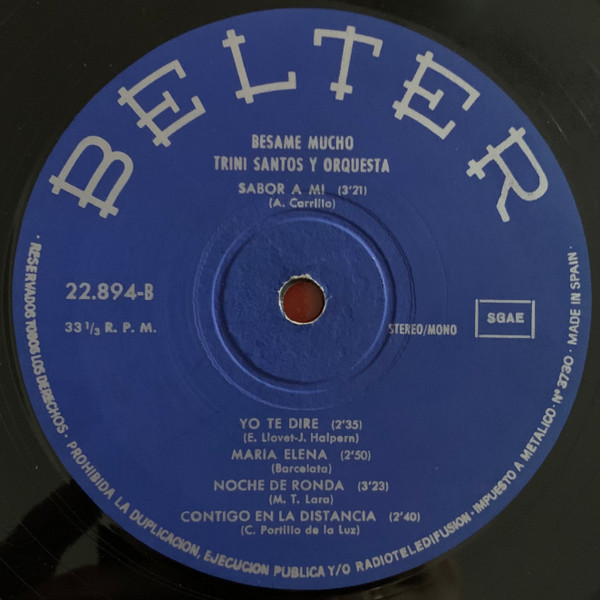 BELTER
BESAME MUCHO
TRINI SANTOS Y ORQUESTA
SABOR A MI (3'21)
(A. Carrillo)
22.894-B
33 1/3 R. P. M.
STEREO/MONO
SGAE
YO TE DIRE (2'35)
(E. Llovet-J. Halpern)
MARIA ELENA (2'50)
(Barcelata)
NOCHE DE RONDA (3'23)
(M. T. Lara)
CONTIGO EN LA DISTANCIA (2'40)
(C. Portillo de la Luz)
· RESERVADOS TODOS LOS DERECHOS · PROHIBIDA LA DUPLICACION, EJECUCION PUBLICA Y/O RADIOTELEDIFUSION · IMPUESTO A METALICO · Nº 3730 · MADE IN SPAIN ·